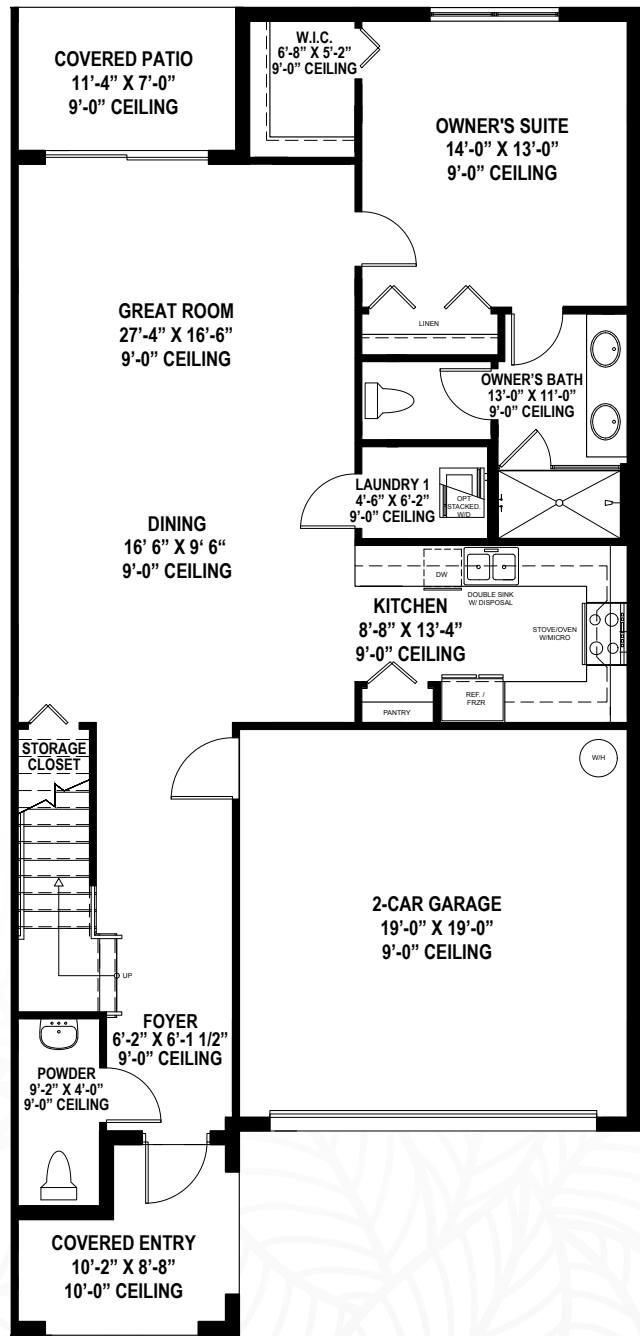 COVERED PATIO
11'-4” X 7'-0”
9'-0” CEILING
W.I.C.
6'-8” X 5'-2”
9'-0” CEILING
OWNER'S SUITE
14'-0” X 13'-0”
9'-0” CEILING
GREAT ROOM
27'-4” X 16'-6”
9'-0” CEILING
LINEN
OWNER'S BATH
13'-0” X 11'-0”
9'-0” CEILING
LAUNDRY 1
4'-6” X 6'-2”
9'-0” CEILING
OPT
STACKED.
W/D
DINING
16' 6” X 9' 6“
9'-0” CEILING
DW
DOUBLE SINK
W/ DISPOSAL
KITCHEN
8'-8” X 13'-4”
9'-0” CEILING
STOVE/OVEN
W/MICRO
REF. /
FRZR
PANTRY
STORAGE
CLOSET
W/H
2-CAR GARAGE
19'-0” X 19'-0”
9'-0” CEILING
UP
FOYER
6'-2” X 6'-1 1/2”
9'-0” CEILING
POWDER
9'-2” X 4'-0”
9'-0” CEILING
COVERED ENTRY
10'-2” X 8'-8”
10'-0” CEILING